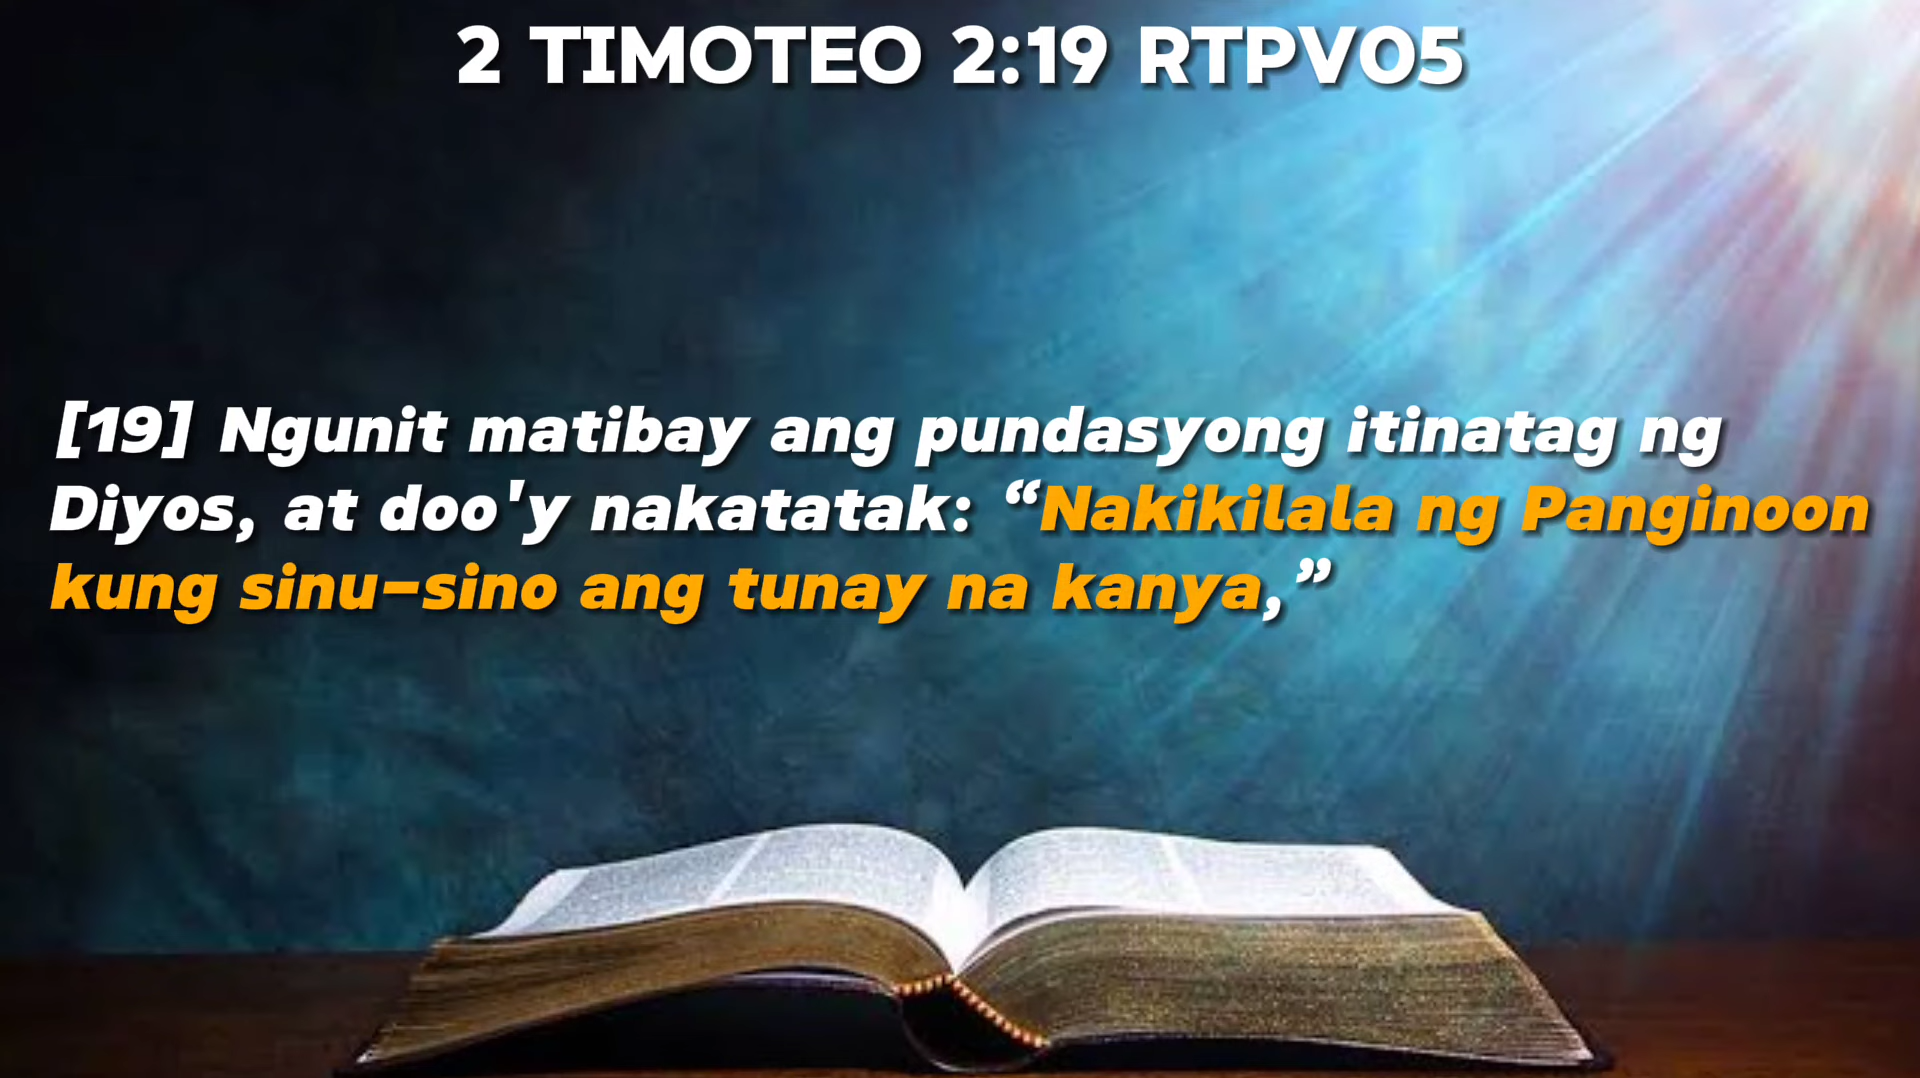 2 TIMOTEO 2:19 RTPV05
[19] Ngunit matibay ang pundasyong itinatag ng
Diyos, at doo'y nakatatak: “Nakikilala ng Panginoon
kung sinu-sino ang tunay na kanya,”